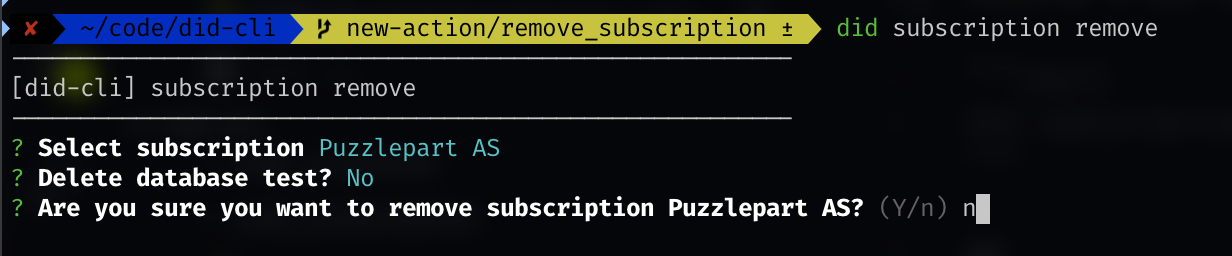 ✘ ~/code/did-cli new-action/remove_subscription ± did subscription remove
[did-cli] subscription remove
? Select subscription Puzzlepart AS
? Delete database test? No
? Are you sure you want to remove subscription Puzzlepart AS? (Y/n) n